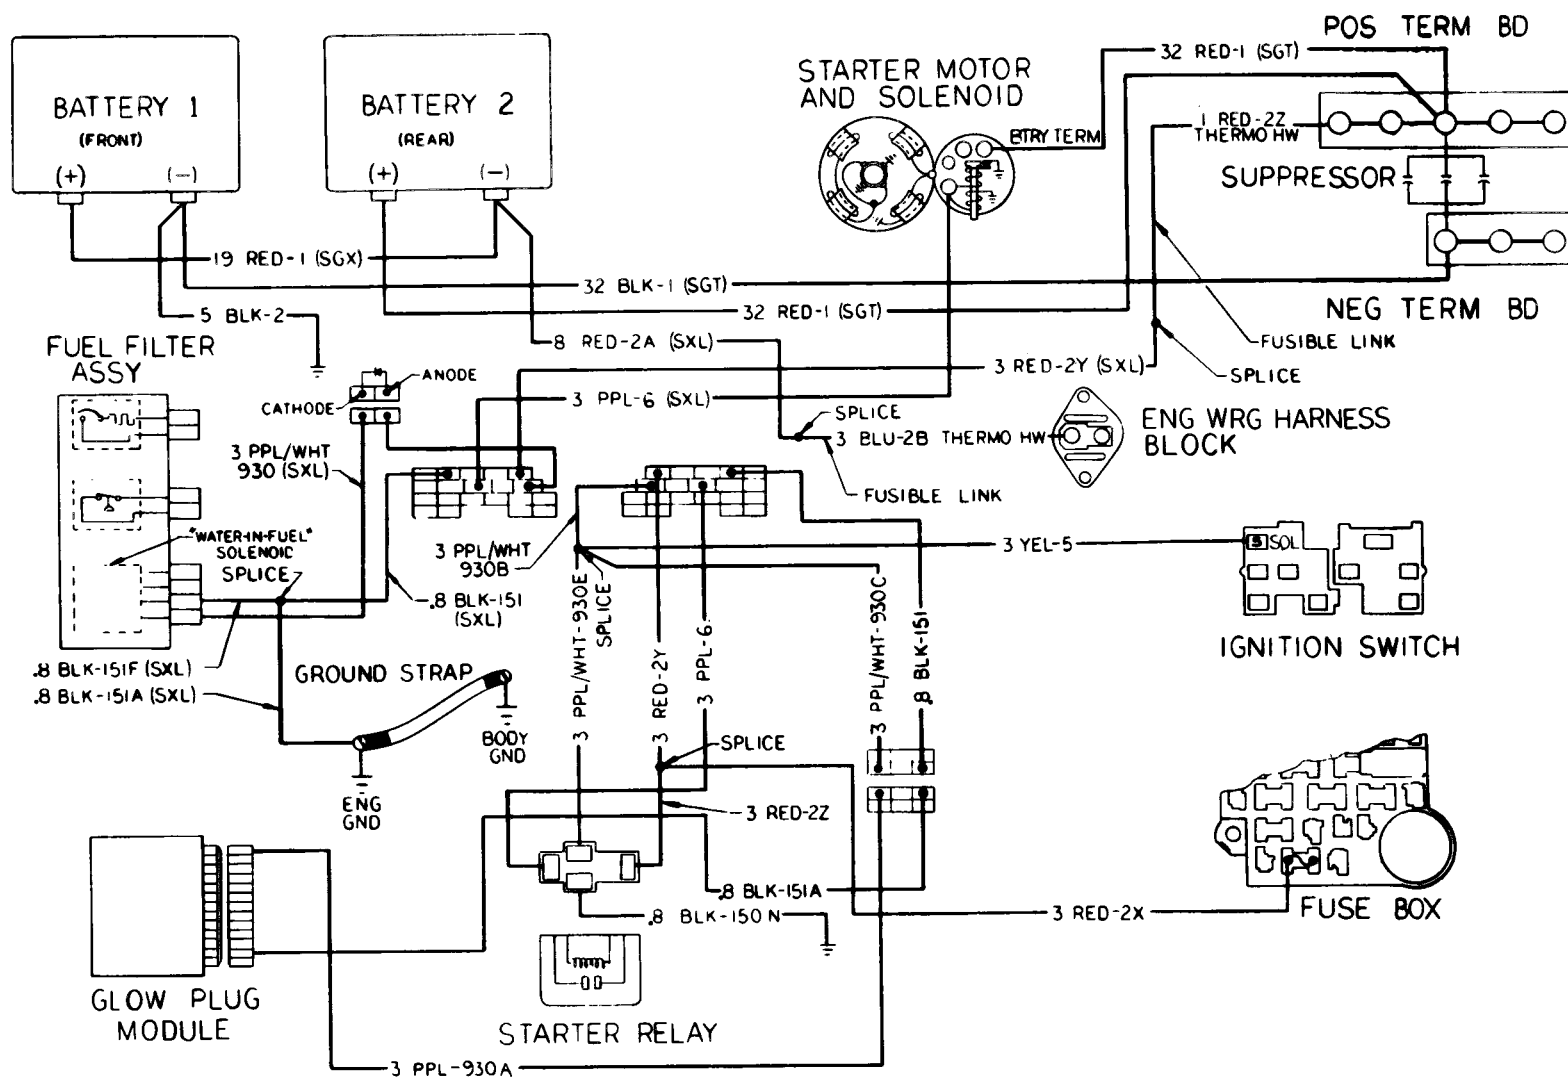 POS TERM BD
32 RED-1 (SGT)
STARTER MOTOR
AND SOLENOID
BATTERY 1
(FRONT)
(+)
(-)
BATTERY 2
(REAR)
(+)
(-)
BTRY TERM
1 RED-2Z
THERMO HW
SUPPRESSOR
19 RED-1 (SGX)
32 BLK-1 (SGT)
5 BLK-2
32 RED-1 (SGT)
NEG TERM BD
FUEL FILTER
ASSY
8 RED-2A (SXL)
FUSIBLE LINK
ANODE
CATHODE
3 RED-2Y (SXL)
SPLICE
3 PPL-6 (SXL)
SPLICE
3 BLU-2B THERMO HW
ENG WRG HARNESS
BLOCK
3 PPL/WHT
930 (SXL)
FUSIBLE LINK
"WATER-IN-FUEL"
SOLENOID
SPLICE
3 PPL/WHT
930B
3 YEL-5
S SOL
.8 BLK-151
(SXL)
SPLICE
3 PPL/WHT-930E
3 RED-2Y
3 PPL-6
3 PPL/WHT-930C
.8 BLK-151
IGNITION SWITCH
.8 BLK-151F (SXL)
.8 BLK-151A (SXL)
GROUND STRAP
BODY
GND
SPLICE
ENG
GND
3 RED-2Z
.8 BLK-151A
.8 BLK-150 N
3 RED-2X
FUSE BOX
GLOW PLUG
MODULE
STARTER RELAY
3 PPL-930A